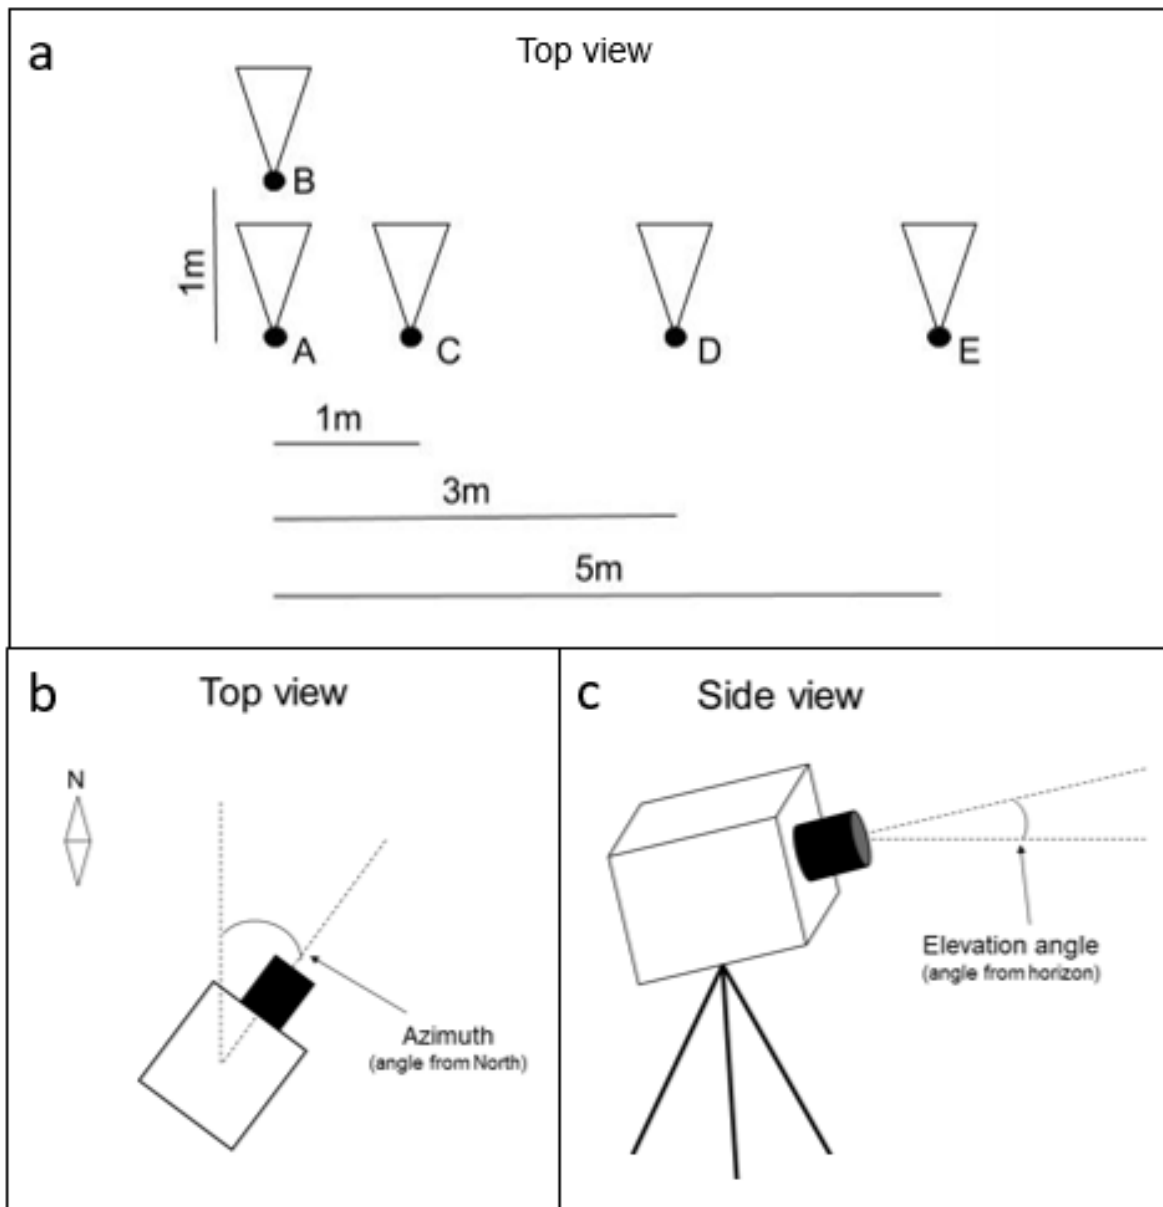 a
Top view
B
1m
A
C
D
E
1m
3m
5m
b
Top view
N
Azimuth
(angle from North)
c
Side view
Elevation angle
(angle from horizon)